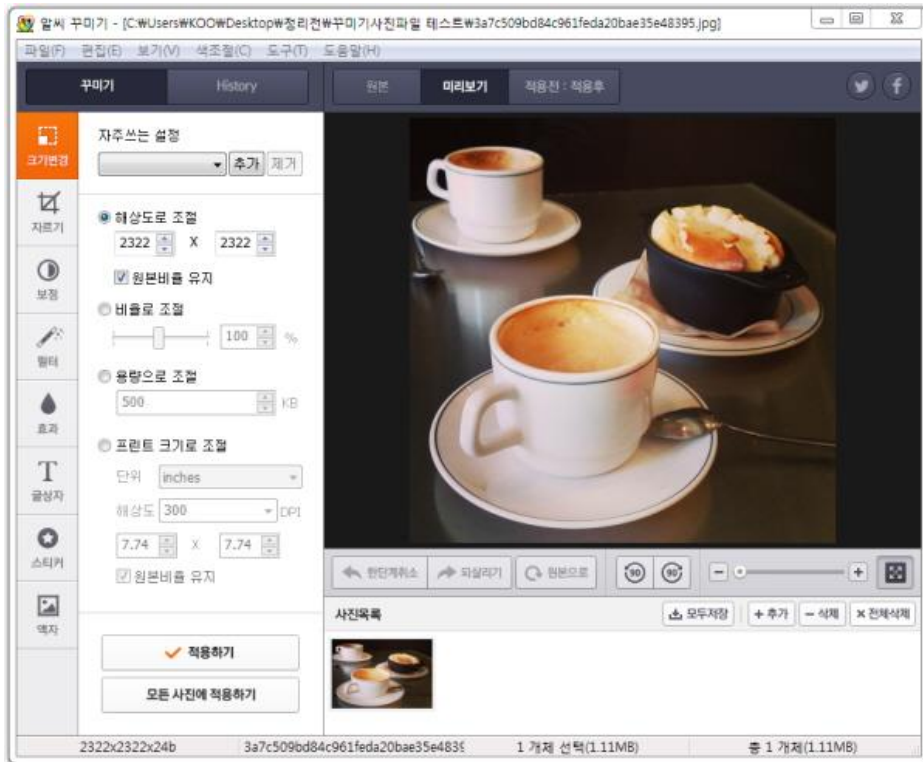 알씨 꾸미기 - [C:₩Users₩KOO₩Desktop₩정리전₩꾸미기사진파일 테스트₩3a7c509bd84c961feda20bae35e48395.jpg]
파일(F) 편집(E) 보기(V) 색조절(C) 도구(T) 도움말(H)
꾸미기 History 원본 미리보기 적용전 : 적용후
크기변경
자르기
보정
필터
효과
글상자
스티커
액자
자주쓰는 설정
추가 제거
해상도로 조절
2322 X 2322
원본비율 유지
비율로 조절
100 %
용량으로 조절
500 KB
프린트 크기로 조절
단위 inches
해상도 300 DPI
7.74 X 7.74
원본비율 유지
적용하기
모든 사진에 적용하기
한단계취소 되살리기 원본으로 90 90
사진목록 모두저장 + 추가 - 삭제 × 전체삭제
2322x2322x24b 3a7c509bd84c961feda20bae35e4839 1 개체 선택(1.11MB) 총 1 개체(1.11MB)